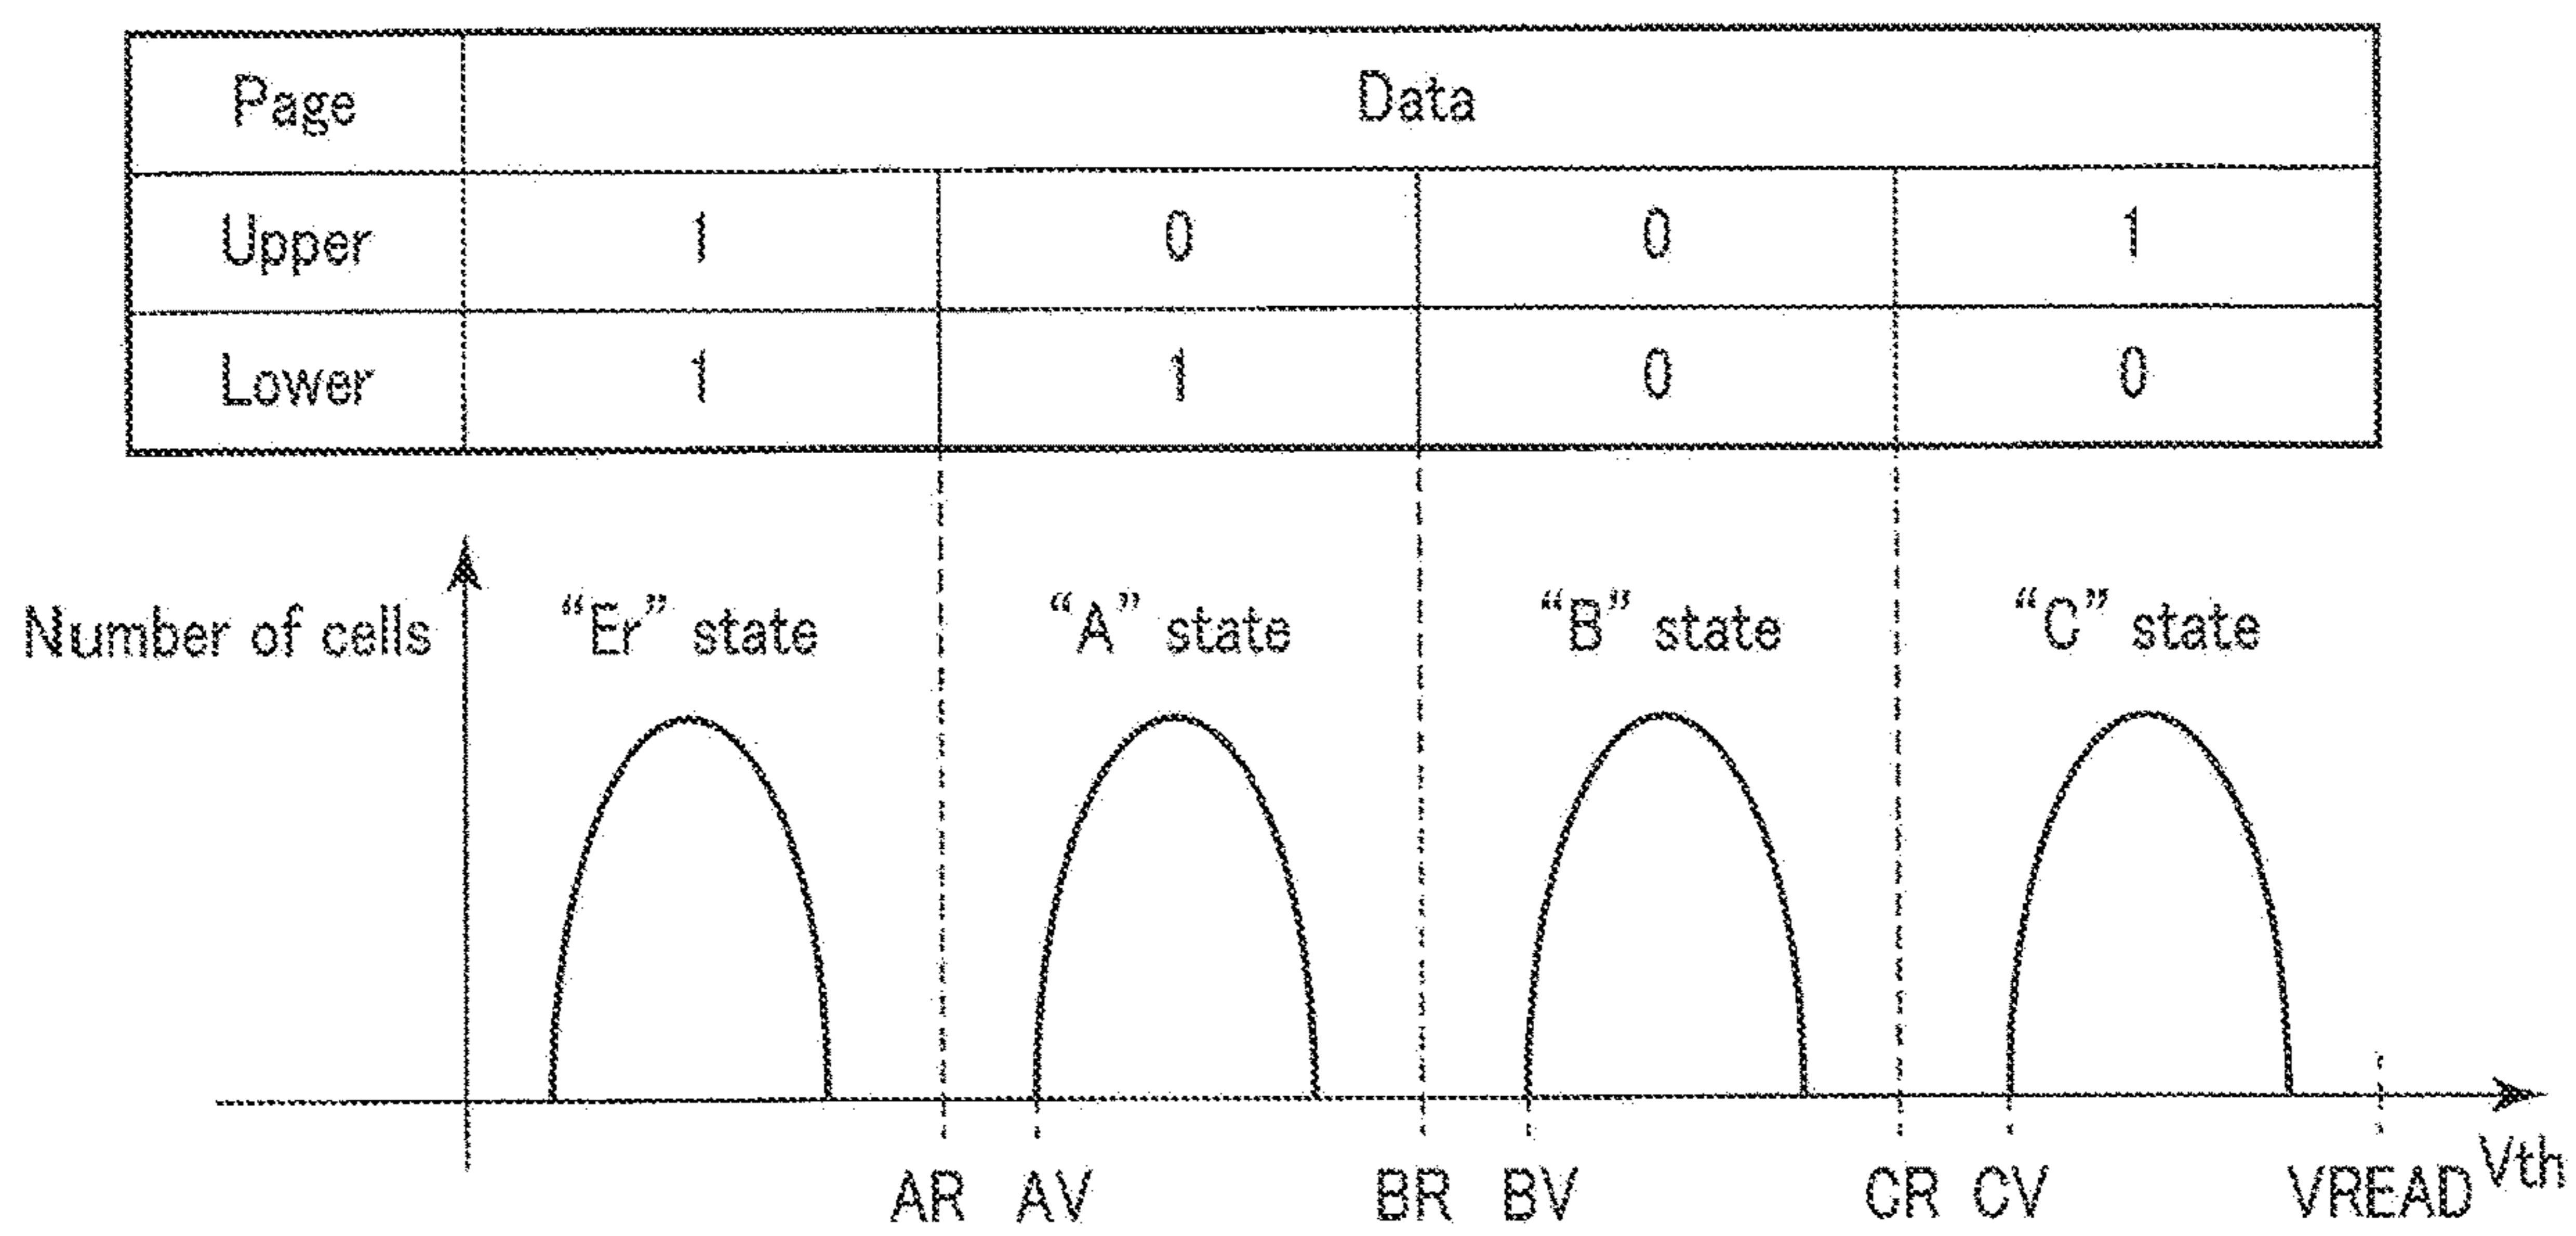 Page Data
Upper 1 0 0 1
Lower 1 1 0 0
Number of cells “Er” state “A” state “B” state “C” state
AR AV BR BV CR CV VREAD Vth